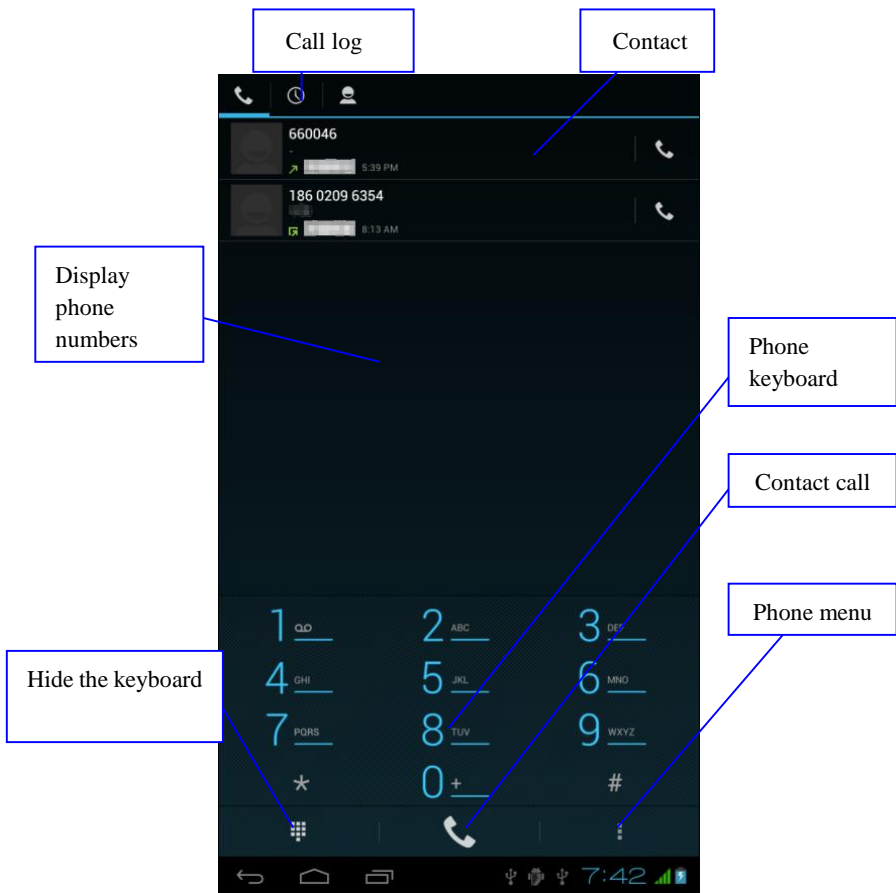 Call log
Contact
660046
-
5:39 PM
186 0209 6354
8:13 AM
Display
phone
numbers
Phone
keyboard
Contact call
Phone menu
Hide the keyboard
1
2 ABC
3 DEF
4 GHI
5 JKL
6 MNO
7 PQRS
8 TUV
9 WXYZ
*
0 +
#
7:42